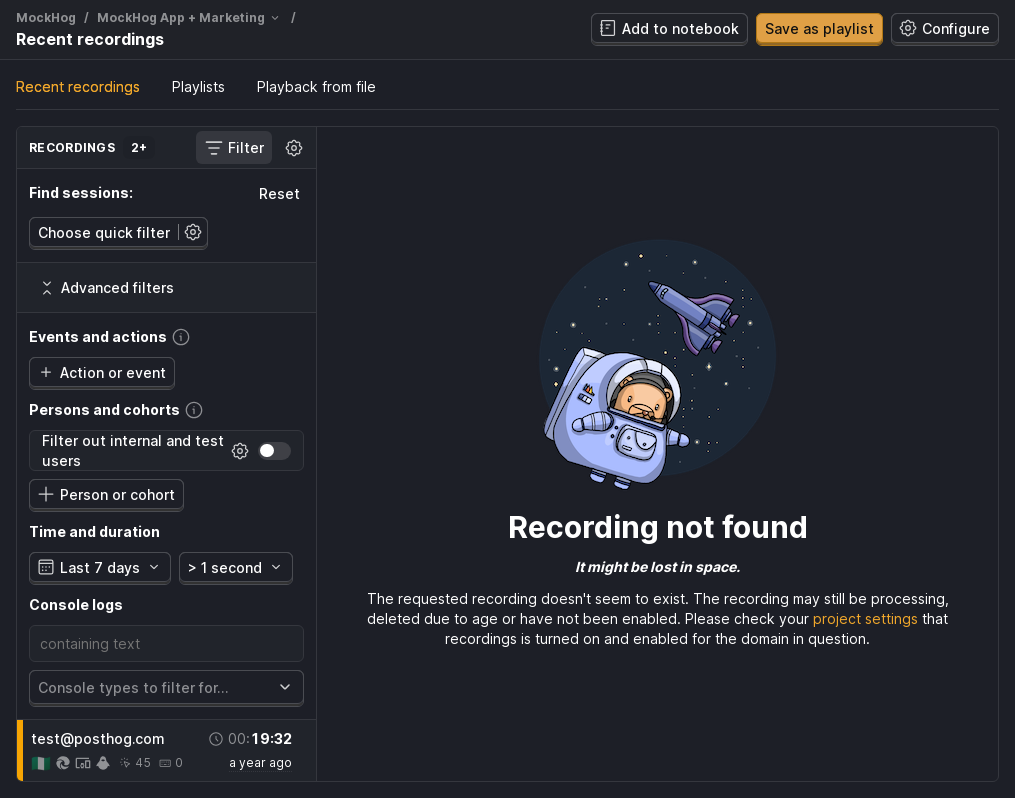 MockHog / MockHog App + Marketing /
Recent recordings
Add to notebook
Save as playlist
Configure
Recent recordings
Playlists
Playback from file
RECORDINGS 2+
Filter
Find sessions:
Reset
Choose quick filter
Advanced filters
Events and actions
Action or event
Persons and cohorts
Filter out internal and test
users
Person or cohort
Time and duration
Last 7 days
> 1 second
Console logs
containing text
Console types to filter for...
test@posthog.com
00:19:32
45
0
a year ago
Recording not found
It might be lost in space.
The requested recording doesn't seem to exist. The recording may still be processing,
deleted due to age or have not been enabled. Please check your project settings that
recordings is turned on and enabled for the domain in question.